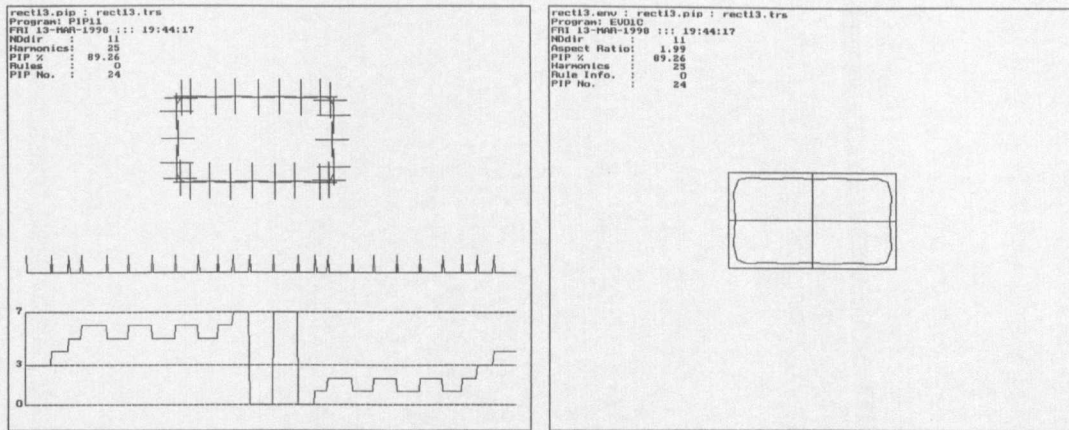 rect13.pip : rect13.trs
Program: PIP11
FRI 13-MAR-1998 ::: 19:44:17
NDdir : 11
Harmonics: 25
PIP % : 89.26
Rules : 0
PIP No. : 24
7
3
0
rect13.env : rect13.pip : rect13.trs
Program: EVO1C
FRI 13-MAR-1998 ::: 19:44:17
NDdir : 11
Aspect Ratio: 1.99
PIP % : 89.26
Harmonics : 25
Rule Info. : 0
PIP No. : 24